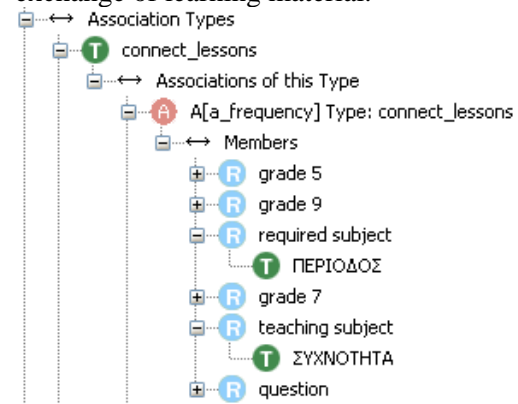 Association Types
T connect_lessons
Associations of this Type
A A[a_frequency] Type: connect_lessons
Members
R grade 5
R grade 9
R required subject
T ΠΕΡΙΟΔΟΣ
R grade 7
R teaching subject
T ΣΥΧΝΟΤΗΤΑ
R question